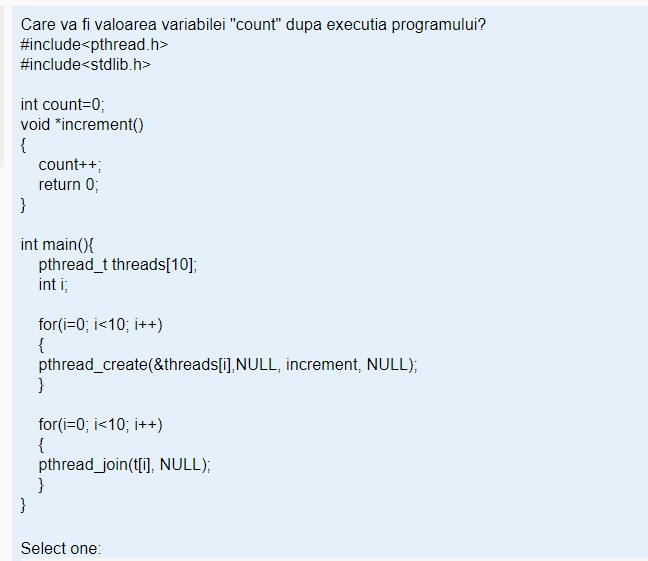 Care va fi valoarea variabilei "count" dupa executia programului?
#include<pthread.h>
#include<stdlib.h>
int count=0;
void *increment()
{
count++;
return 0;
}
int main(){
pthread_t threads[10];
int i;
for(i=0; i<10; i++)
{
pthread_create(&threads[i],NULL, increment, NULL);
}
for(i=0; i<10; i++)
{
pthread_join(t[i], NULL);
}
}
Select one: